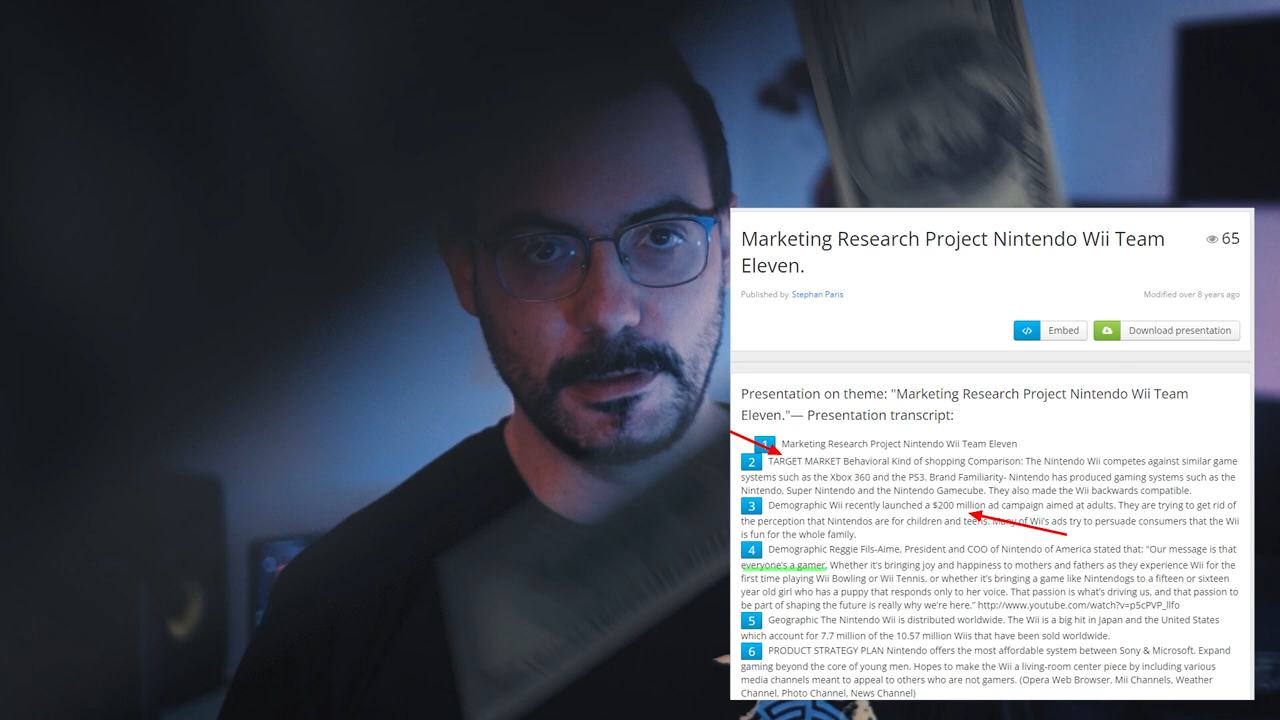 Marketing Research Project Nintendo Wii Team
Eleven.
65
Published by Stephan Paris
Modified over 8 years ago
Embed
Download presentation
Presentation on theme: "Marketing Research Project Nintendo Wii Team
Eleven."— Presentation transcript:
1 Marketing Research Project Nintendo Wii Team Eleven
2 TARGET MARKET Behavioral Kind of shopping Comparison: The Nintendo Wii competes against similar game
systems such as the Xbox 360 and the PS3. Brand Familiarity- Nintendo has produced gaming systems such as the
Nintendo, Super Nintendo and the Nintendo Gamecube. They also made the Wii backwards compatible.
3 Demographic Wii recently launched a $200 million ad campaign aimed at adults. They are trying to get rid of
the perception that Nintendos are for children and teens. Many of Wii's ads try to persuade consumers that the Wii
is fun for the whole family.
4 Demographic Reggie Fils-Aime, President and COO of Nintendo of America stated that: "Our message is that
everyone's a gamer. Whether it's bringing joy and happiness to mothers and fathers as they experience Wii for the
first time playing Wii Bowling or Wii Tennis, or whether it's bringing a game like Nintendogs to a fifteen or sixteen
year old girl who has a puppy that responds only to her voice. That passion is what's driving us, and that passion to
be part of shaping the future is really why we're here." http://www.youtube.com/watch?v=p5cPVP_llfo
5 Geographic The Nintendo Wii is distributed worldwide. The Wii is a big hit in Japan and the United States
which account for 7.7 million of the 10.57 million Wiis that have been sold worldwide.
6 PRODUCT STRATEGY PLAN Nintendo offers the most affordable system between Sony & Microsoft. Expand
gaming beyond the core of young men. Hopes to make the Wii a living-room center piece by including various
media channels meant to appeal to others who are not gamers. (Opera Web Browser, Mii Channels, Weather
Channel, Photo Channel, News Channel)